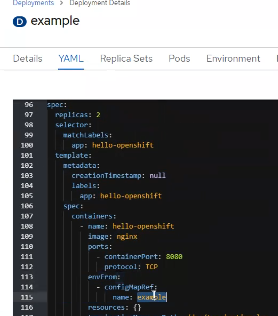 Deployments > Deployment Details
D example
Details YAML Replica Sets Pods Environment
96 spec:
97 replicas: 2
98 selector:
99 matchLabels:
100 app: hello-openshift
101 template:
102 metadata:
103 creationTimestamp: null
104 labels:
105 app: hello-openshift
106 spec:
107 containers:
108 - name: hello-openshift
109 image: nginx
110 ports:
111 - containerPort: 8080
112 protocol: TCP
113 envFrom:
114 - configMapRef:
115 name: example
116 resources: {}